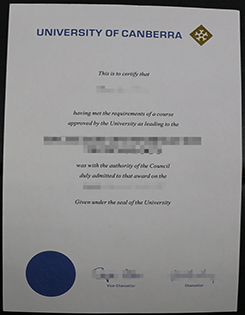 UNIVERSITY OF CANBERRA
This is to certify that
having met the requirements of a course
approved by the University as leading to the
was with the authority of the Council
duly admitted to that award on the
Given under the seal of the University
Vice-Chancellor
Chancellor